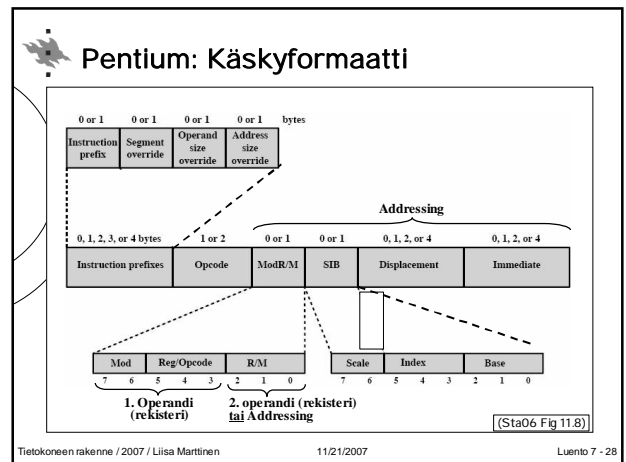 Pentium: Käskyformaatti
0 or 1 0 or 1 0 or 1 0 or 1 bytes
Instruction prefix Segment override Operand size override Address size override
Addressing
0, 1, 2, 3, or 4 bytes 1 or 2 0 or 1 0 or 1 0, 1, 2, or 4 0, 1, 2, or 4
Instruction prefixes Opcode ModR/M SIB Displacement Immediate
Mod Reg/Opcode R/M Scale Index Base
7 6 5 4 3 2 1 0 7 6 5 4 3 2 1 0
1. Operandi (rekisteri)
2. operandi (rekisteri)
tai Addressing
(Sta06 Fig 11.8)
Tietokoneen rakenne / 2007 / Liisa Marttinen 11/21/2007 Luento 7 - 28